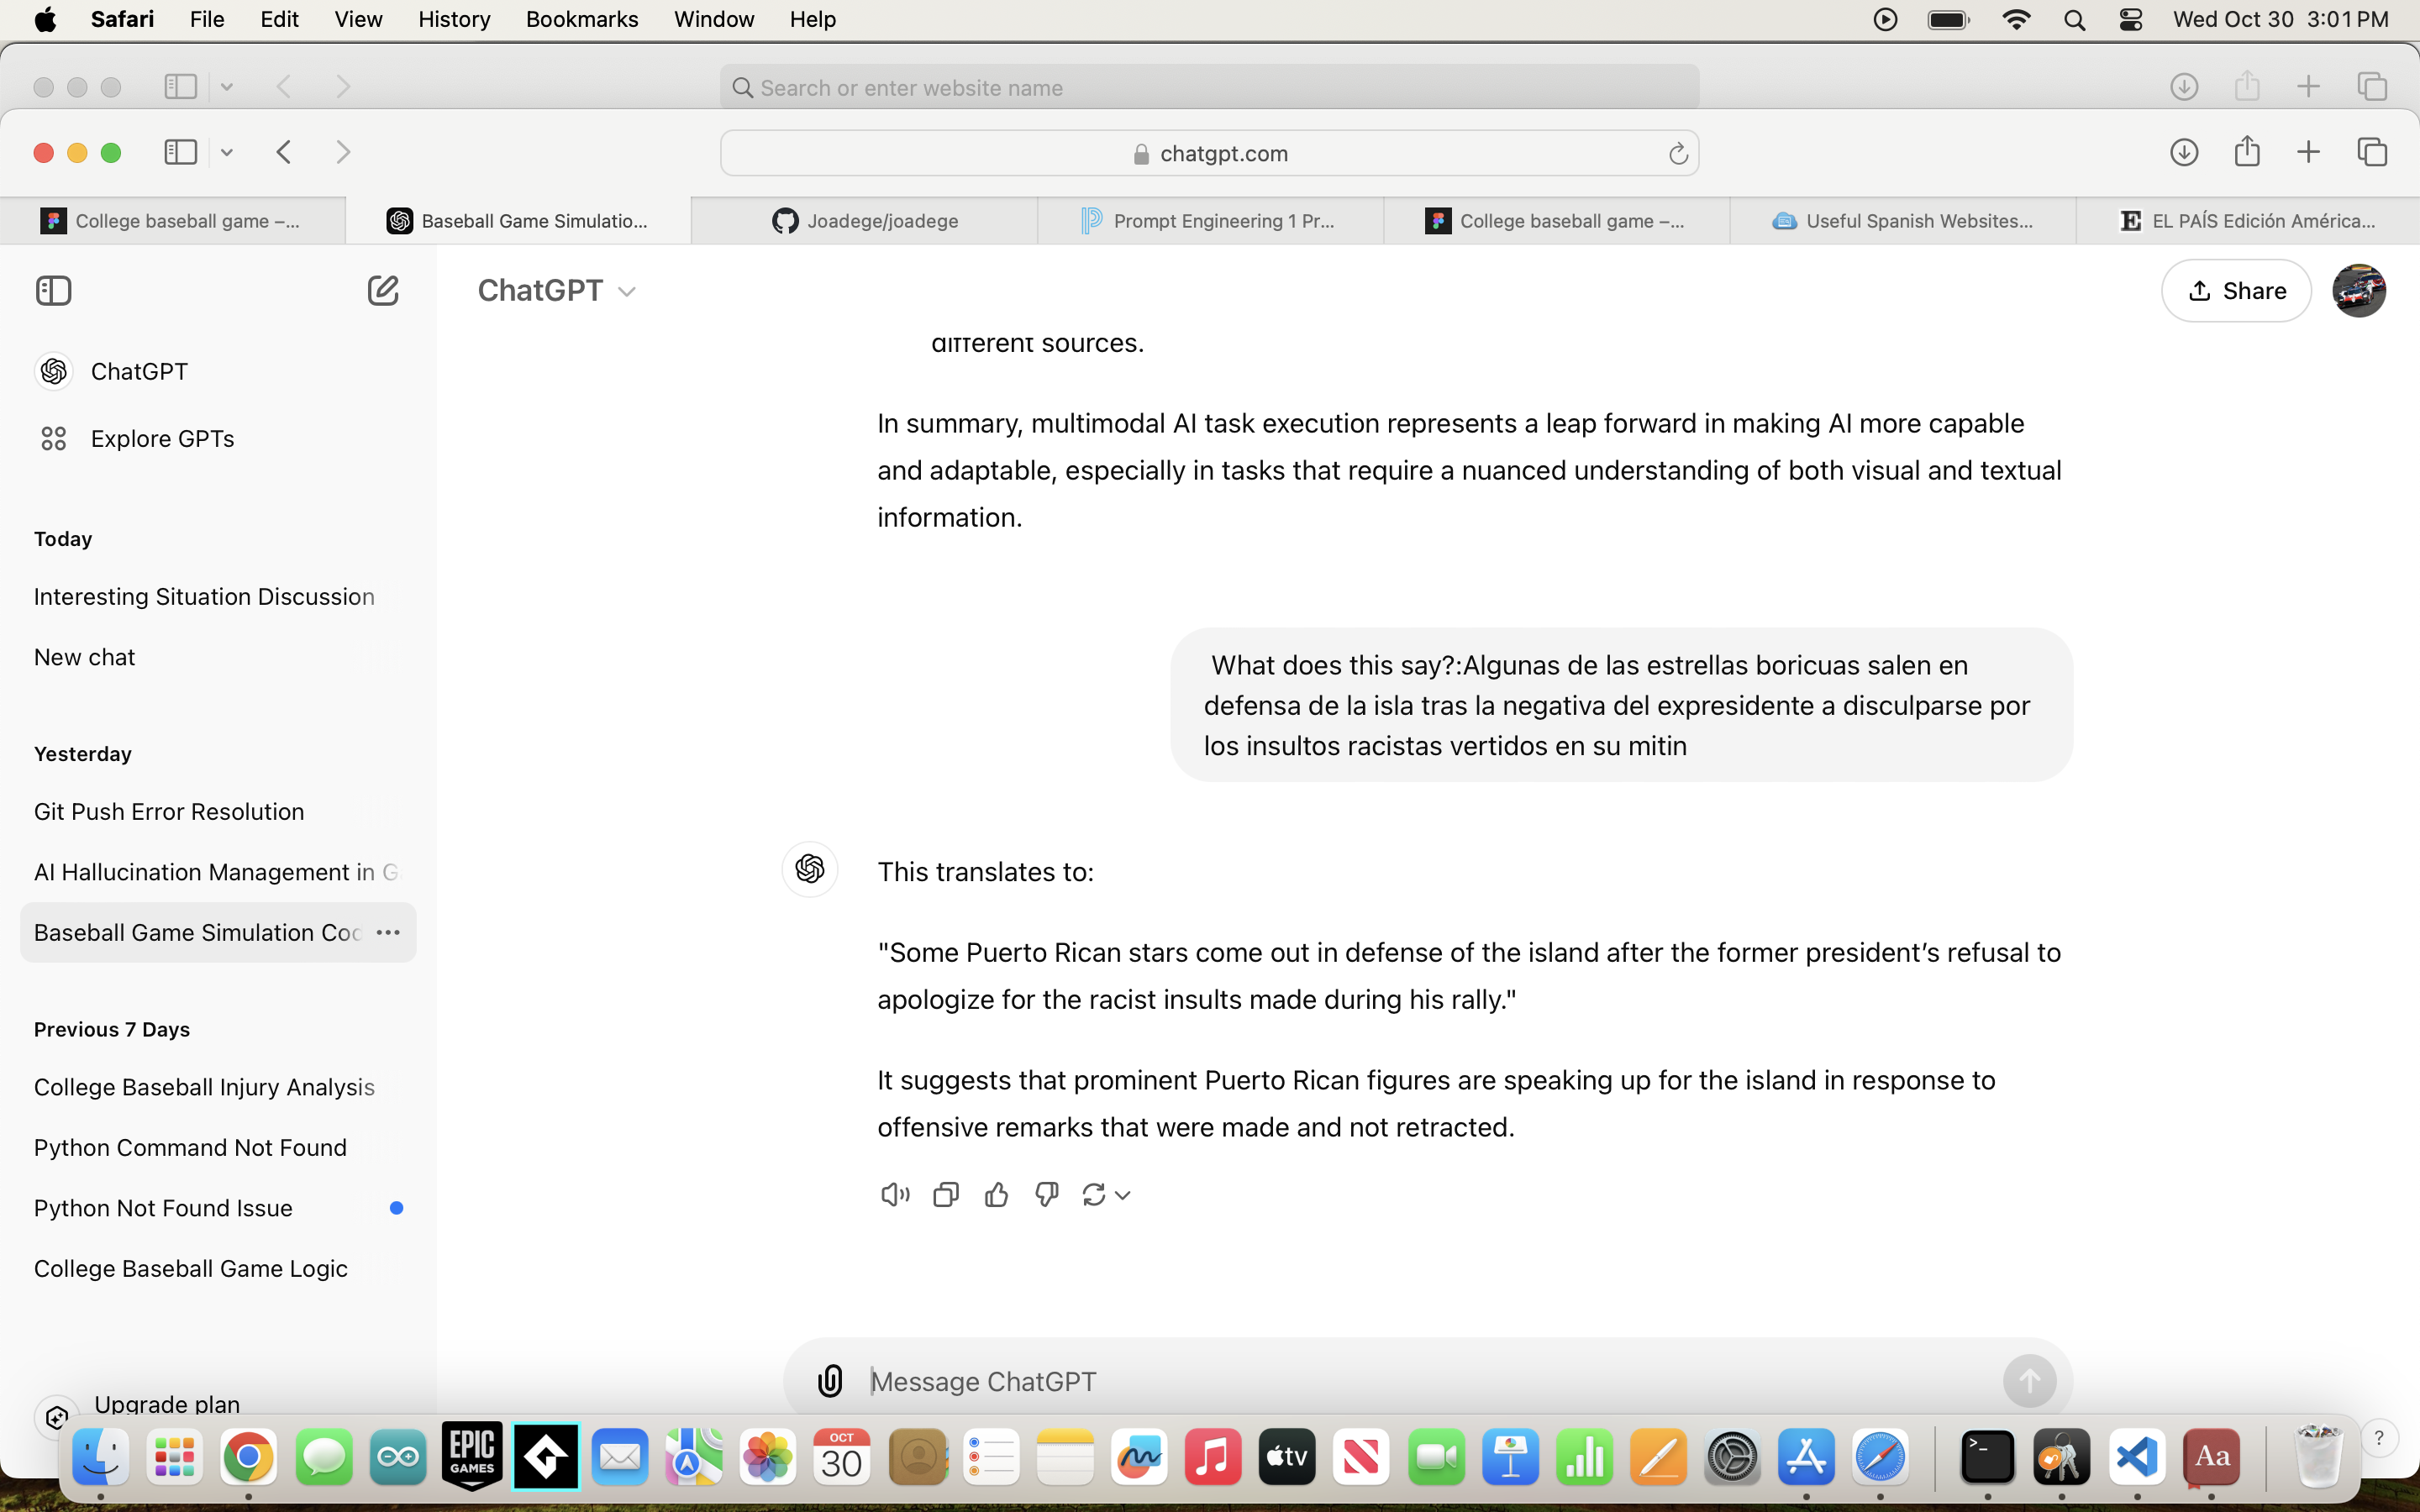 Safari File Edit View History Bookmarks Window Help Wed Oct 30 3:01 PM
Search or enter website name
chatgpt.com
College baseball game –... Baseball Game Simulatio... Joadege/joadege Prompt Engineering 1 Pr... College baseball game –... Useful Spanish Websites... EL PAÍS Edición América...
ChatGPT
Share
ChatGPT
Explore GPTs
Today
Interesting Situation Discussion
New chat
Yesterday
Git Push Error Resolution
AI Hallucination Management in G
Baseball Game Simulation Coc
Previous 7 Days
College Baseball Injury Analysis
Python Command Not Found
Python Not Found Issue
College Baseball Game Logic
Upgrade plan
different sources.
In summary, multimodal AI task execution represents a leap forward in making AI more capable
and adaptable, especially in tasks that require a nuanced understanding of both visual and textual
information.
What does this say?:Algunas de las estrellas boricuas salen en
defensa de la isla tras la negativa del expresidente a disculparse por
los insultos racistas vertidos en su mitin
This translates to:
"Some Puerto Rican stars come out in defense of the island after the former president’s refusal to
apologize for the racist insults made during his rally."
It suggests that prominent Puerto Rican figures are speaking up for the island in response to
offensive remarks that were made and not retracted.
Message ChatGPT
?
EPIC
GAMES
OCT
30
tv
>_
Aa